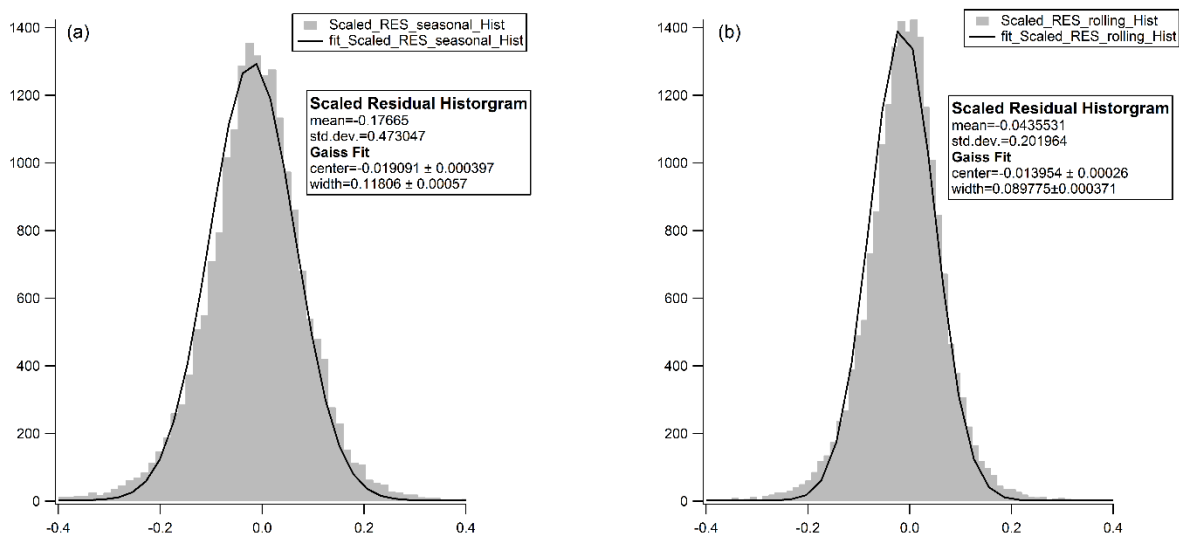 (a)
Scaled_RES_seasonal_Hist
fit_Scaled_RES_seasonal_Hist
Scaled Residual Historgram
mean=-0.17665
std.dev.=0.473047
Gaiss Fit
center=-0.019091 ± 0.000397
width=0.11806 ± 0.00057
1400
1200
1000
800
600
400
200
0
-0.4
-0.2
0.0
0.2
0.4
(b)
Scaled_RES_rolling_Hist
fit_Scaled_RES_rolling_Hist
Scaled Residual Historgram
mean=-0.0435531
std.dev.=0.201964
Gaiss Fit
center=-0.013954 ± 0.00026
width=0.089775±0.000371
1400
1200
1000
800
600
400
200
0
-0.4
-0.2
0.0
0.2
0.4